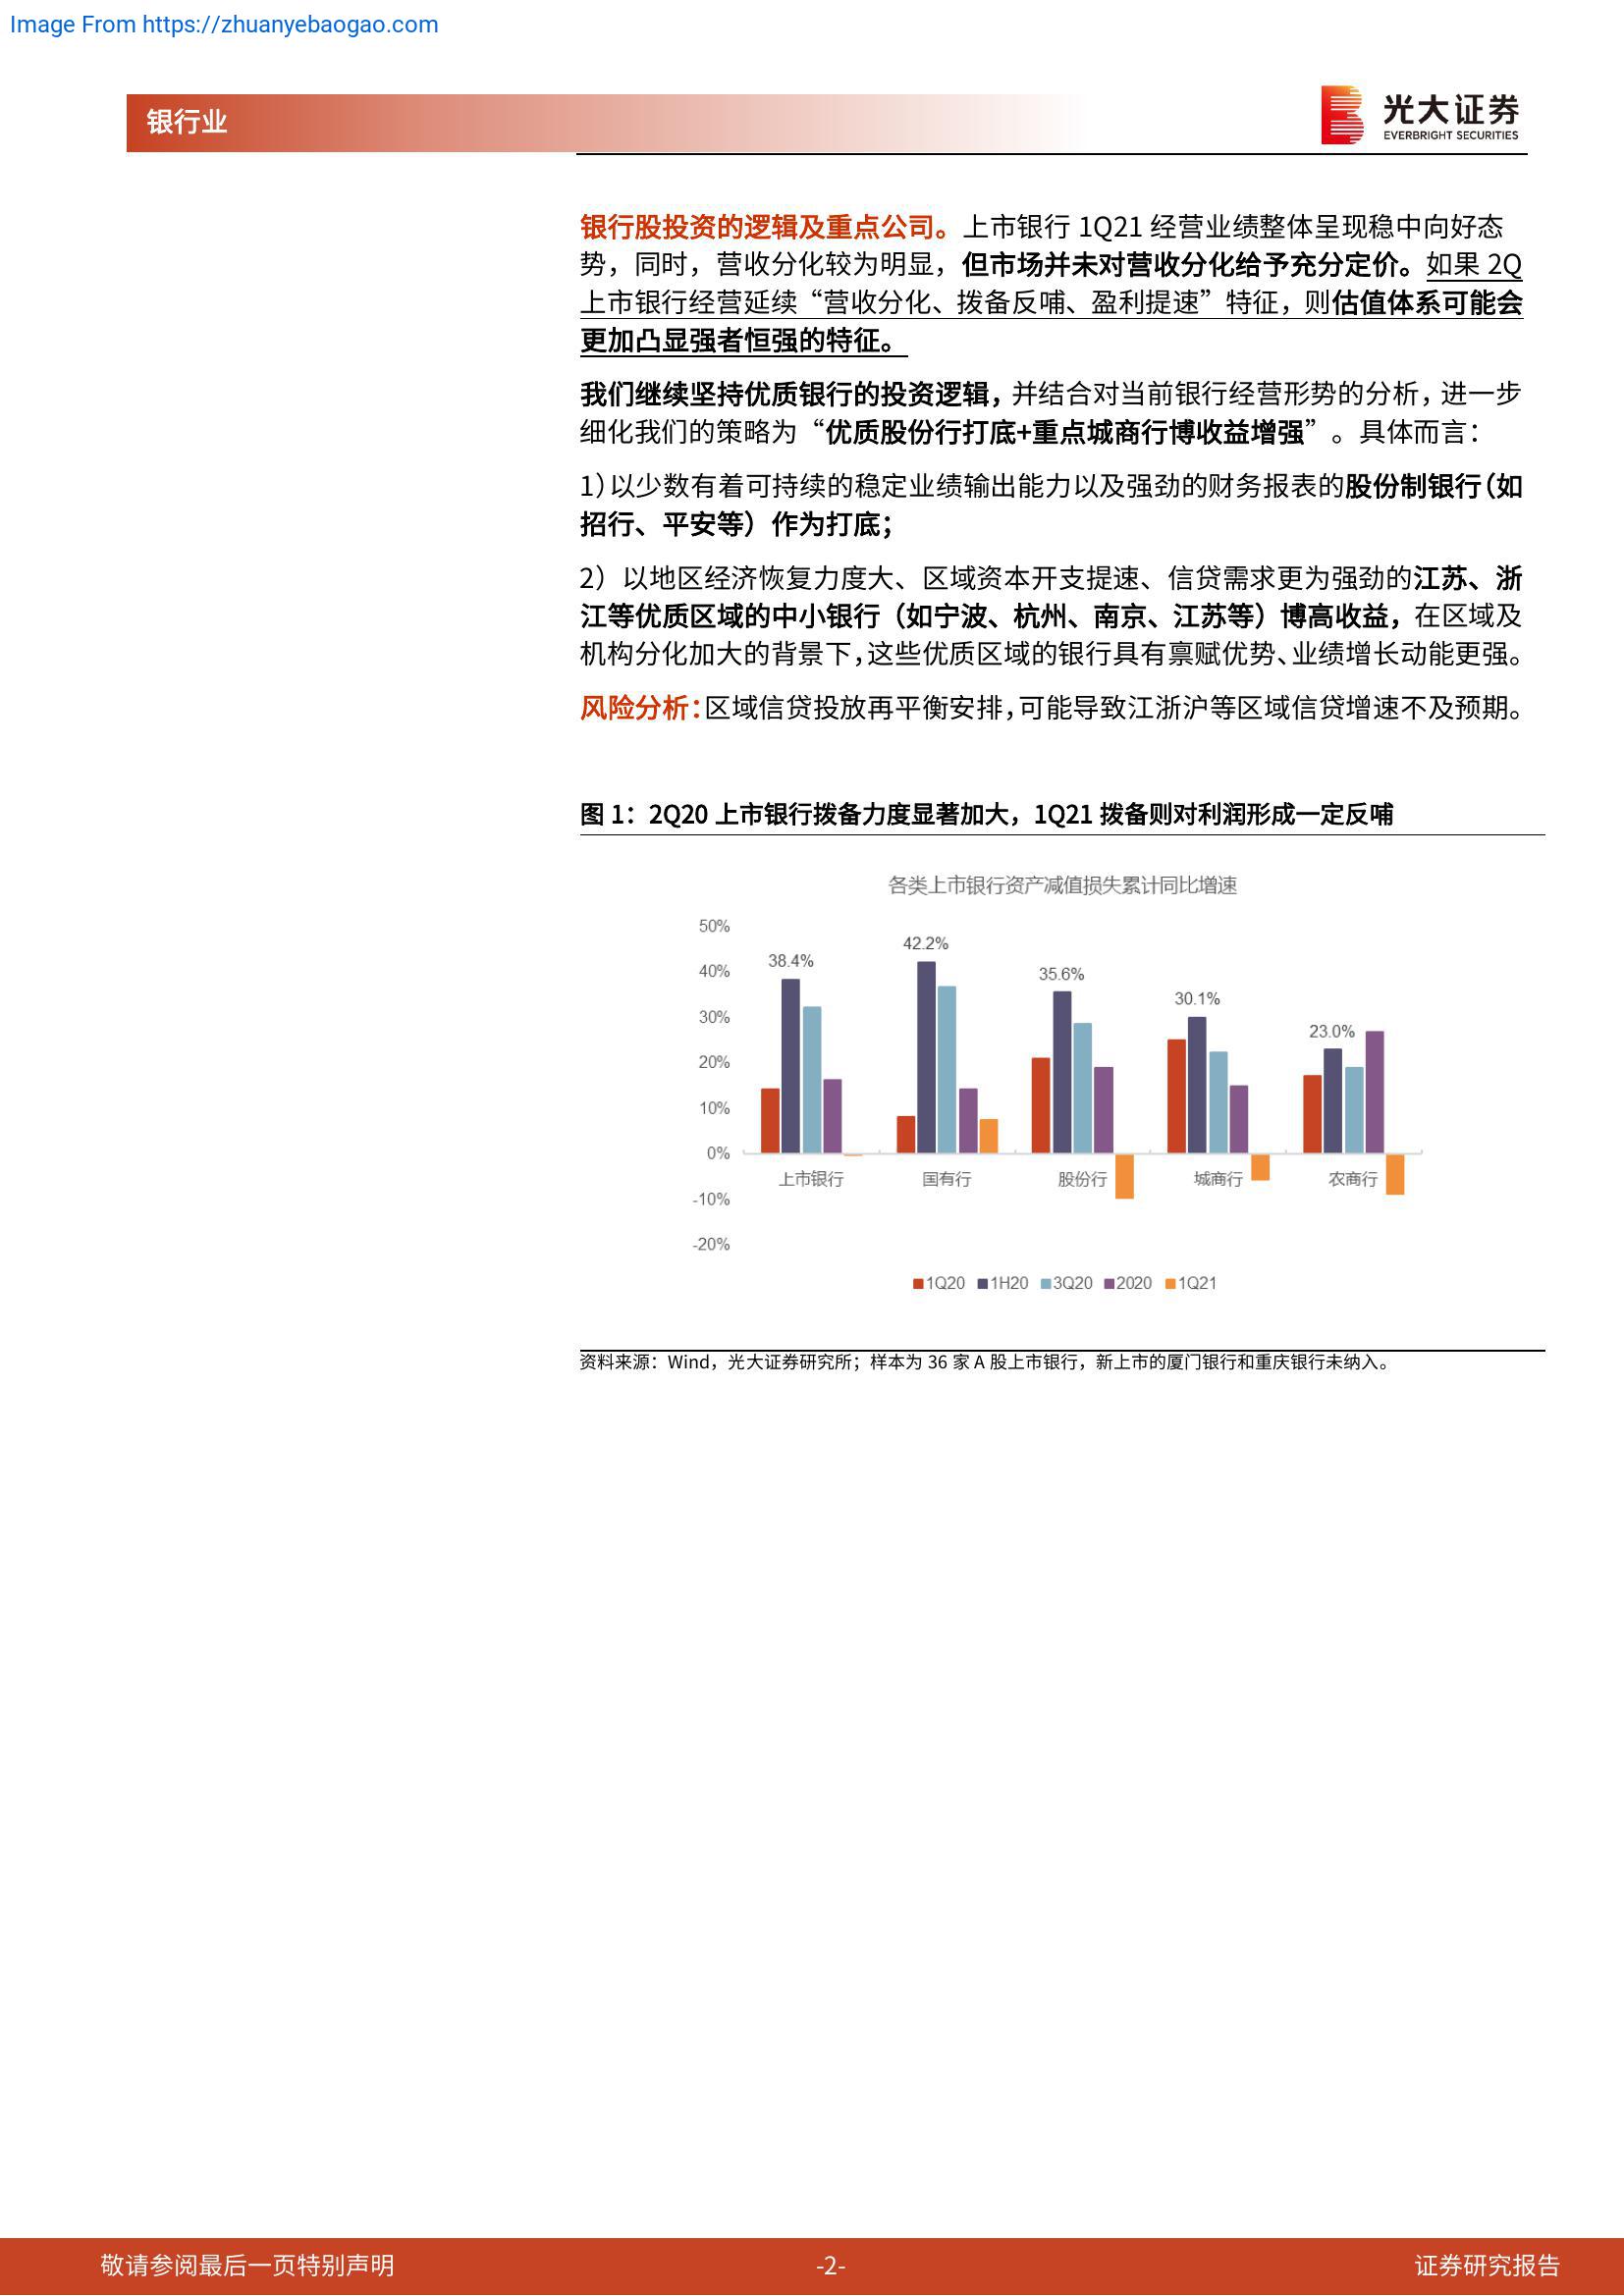 Image From https://zhuanyebaogao.com
银行业
光大证券
EVERBRIGHT SECURITIES
银行股投资的逻辑及重点公司。上市银行 1Q21 经营业绩整体呈现稳中向好态
势，同时，营收分化较为明显，但市场并未对营收分化给予充分定价。如果 2Q
上市银行经营延续“营收分化、拨备反哺、盈利提速”特征，则估值体系可能会
更加凸显强者恒强的特征。
我们继续坚持优质银行的投资逻辑，并结合对当前银行经营形势的分析，进一步
细化我们的策略为“优质股份行打底+重点城商行博收益增强”。具体而言：
1）以少数有着可持续的稳定业绩输出能力以及强劲的财务报表的股份制银行（如
招行、平安等）作为打底；
2）以地区经济恢复力度大、区域资本开支提速、信贷需求更为强劲的江苏、浙
江等优质区域的中小银行（如宁波、杭州、南京、江苏等）博高收益，在区域及
机构分化加大的背景下，这些优质区域的银行具有禀赋优势、业绩增长动能更强。
风险分析：区域信贷投放再平衡安排，可能导致江浙沪等区域信贷增速不及预期。
图 1：2Q20 上市银行拨备力度显著加大，1Q21 拨备则对利润形成一定反哺
各类上市银行资产减值损失累计同比增速
50%
40%
30%
20%
10%
0%
-10%
-20%
38.4%
42.2%
35.6%
30.1%
23.0%
上市银行
国有行
股份行
城商行
农商行
1Q20 1H20 3Q20 2020 1Q21
资料来源：Wind，光大证券研究所；样本为 36 家 A 股上市银行，新上市的厦门银行和重庆银行未纳入。
敬请参阅最后一页特别声明
-2-
证券研究报告